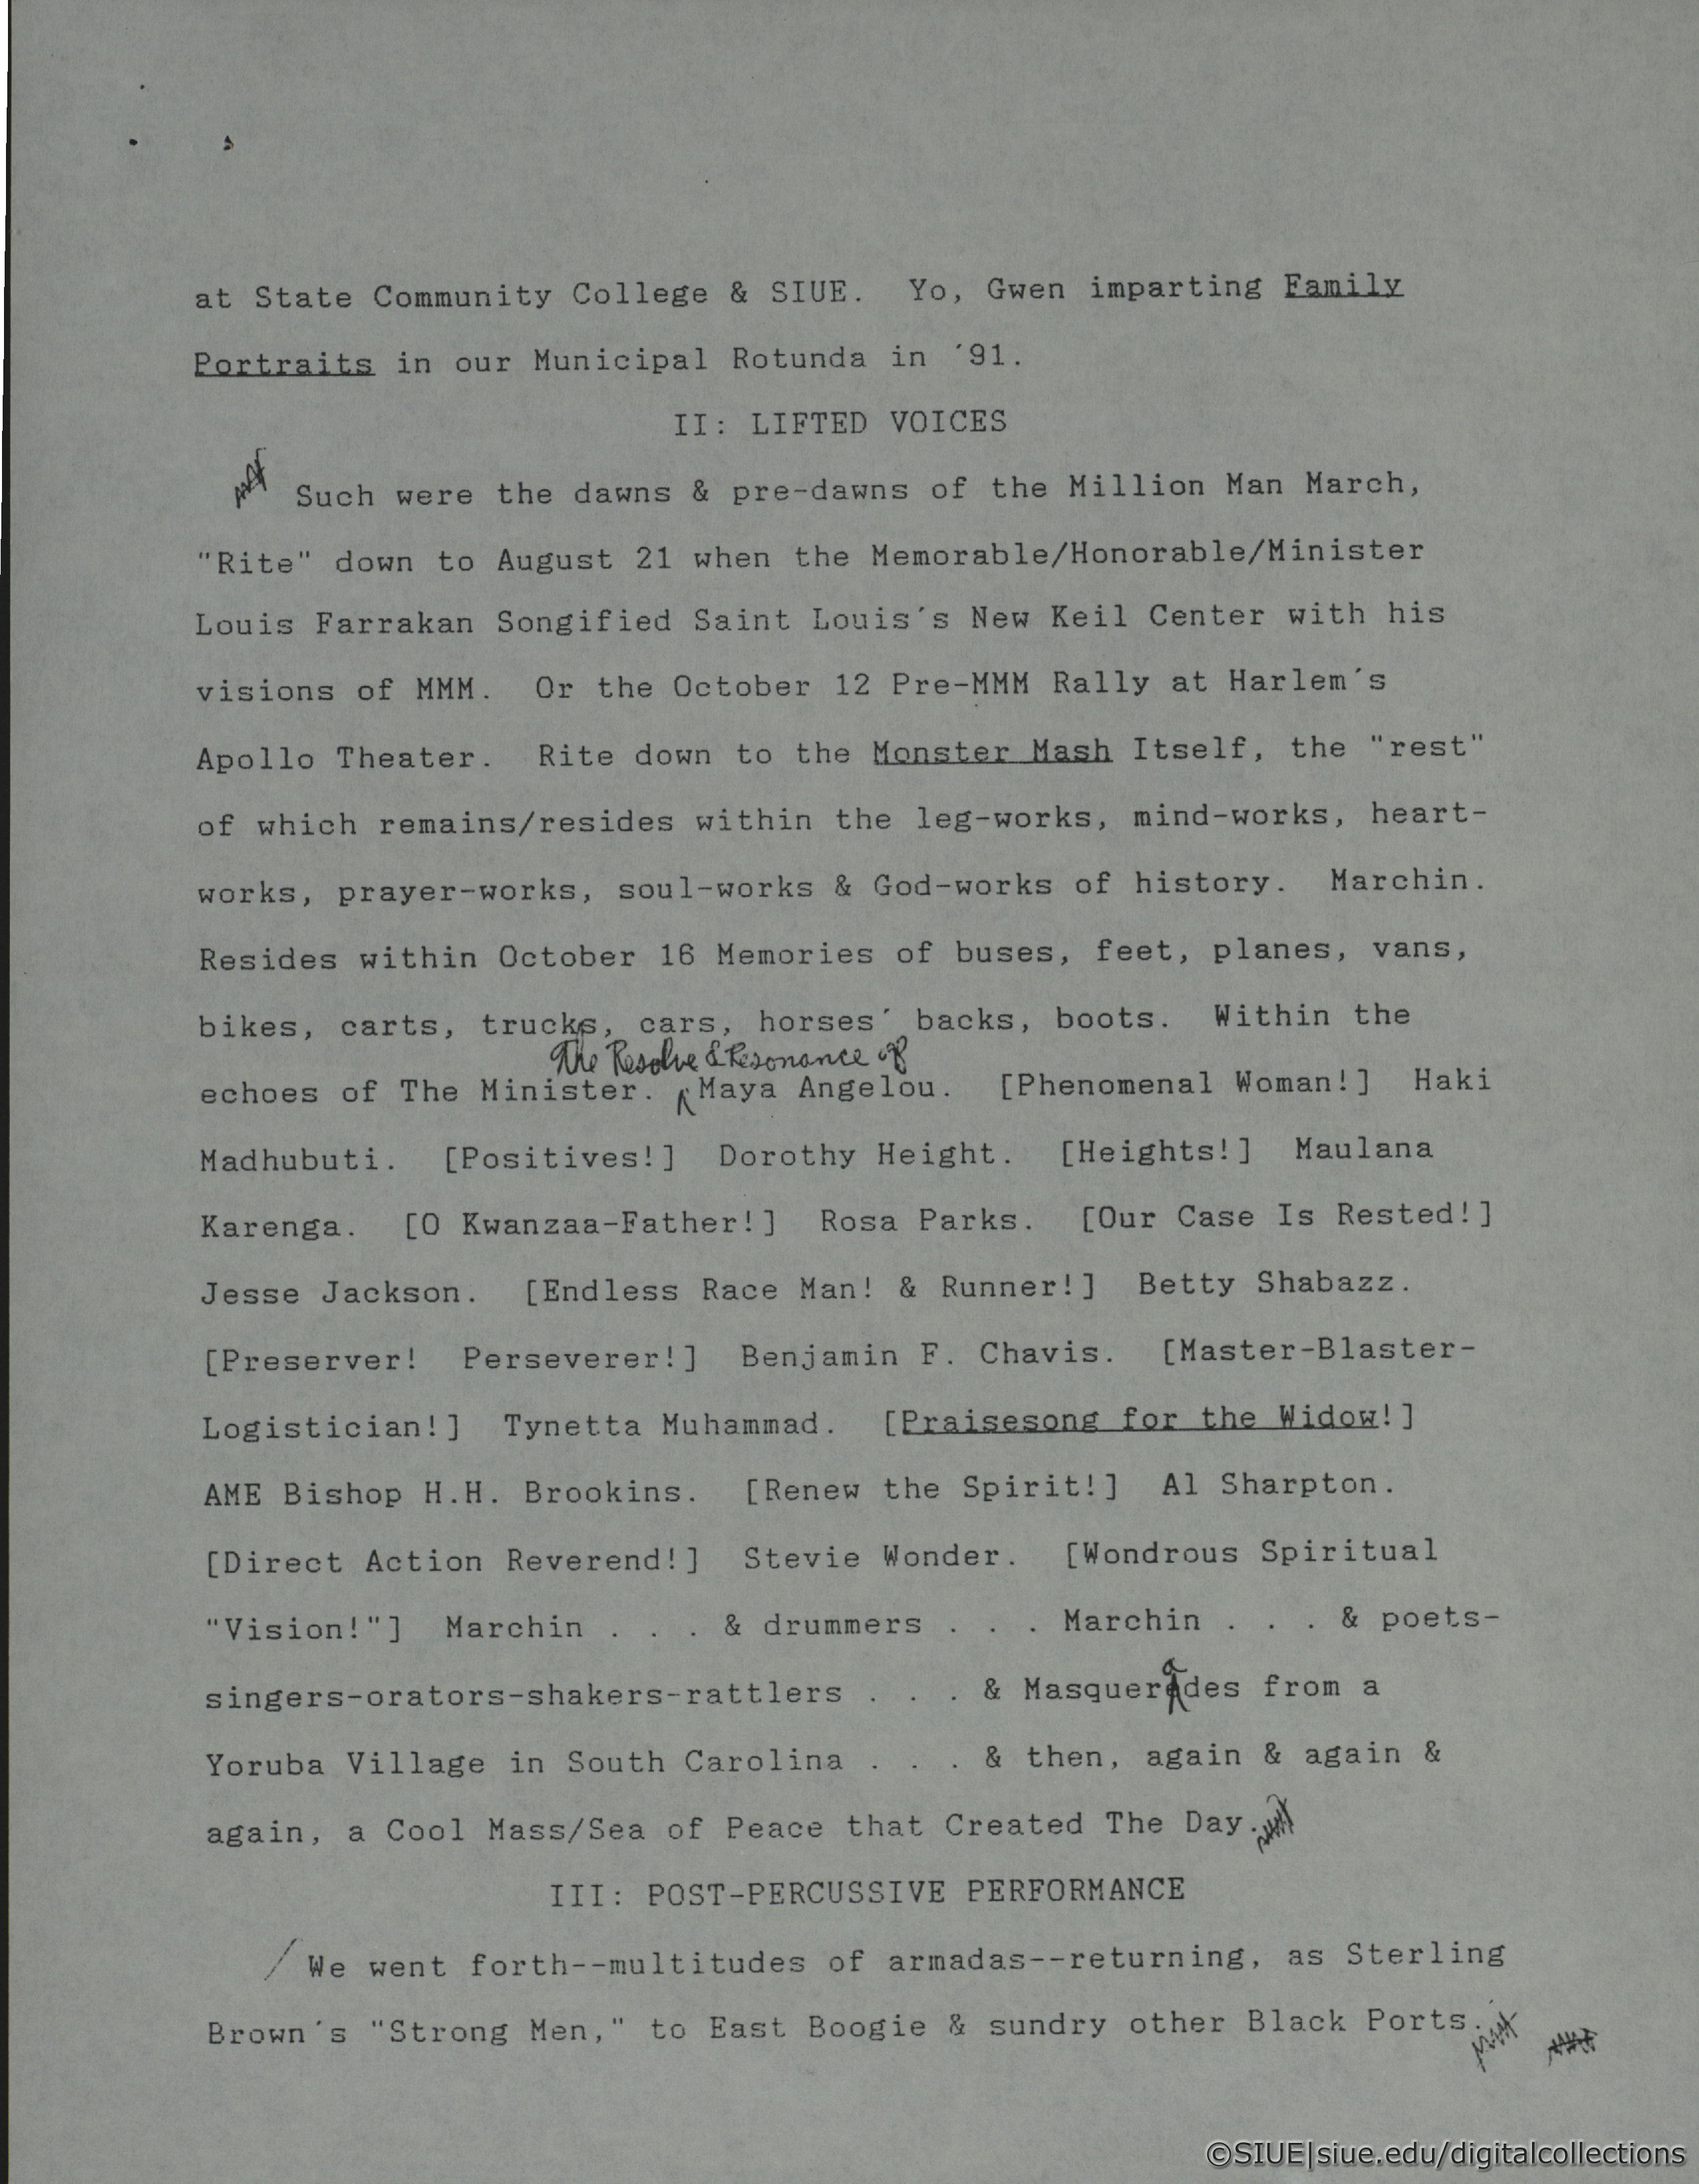 at State Community College & SIUE.  Yo, Gwen imparting Family
Portraits in our Municipal Rotunda in ´91.
II: LIFTED VOICES
Such were the dawns & pre-dawns of the Million Man March,
"Rite" down to August 21 when the Memorable/Honorable/Minister
Louis Farrakan Songified Saint Louis´s New Keil Center with his
visions of MMM.  Or the October 12 Pre-MMM Rally at Harlem´s
Apollo Theater.  Rite down to the Monster Mash Itself, the "rest"
of which remains/resides within the leg-works, mind-works, heart-
works, prayer-works, soul-works & God-works of history.  Marchin.
Resides within October 16 Memories of buses, feet, planes, vans,
bikes, carts, trucks, cars, horses´ backs, boots.  Within the
The Resolve & Resonance of
echoes of The Minister.  Maya Angelou.  [Phenomenal Woman!]  Haki
Madhubuti.  [Positives!]  Dorothy Height.  [Heights!]  Maulana
Karenga.  [O Kwanzaa-Father!]  Rosa Parks.  [Our Case Is Rested!]
Jesse Jackson.  [Endless Race Man! & Runner!]  Betty Shabazz.
[Preserver!  Perseverer!]  Benjamin F. Chavis.  [Master-Blaster-
Logistician!]  Tynetta Muhammad.  [Praisesong for the Widow!]
AME Bishop H.H. Brookins.  [Renew the Spirit!]  Al Sharpton.
[Direct Action Reverend!]  Stevie Wonder.  [Wondrous Spiritual
"Vision!"]  Marchin . . . & drummers . . . Marchin . . . & poets-
singers-orators-shakers-rattlers . . . & Masquerades from a
Yoruba Village in South Carolina . . . & then, again & again &
again, a Cool Mass/Sea of Peace that Created The Day.
III: POST-PERCUSSIVE PERFORMANCE
/ We went forth--multitudes of armadas--returning, as Sterling
Brown´s "Strong Men," to East Boogie & sundry other Black Ports.
©SIUE|siue.edu/digitalcollections